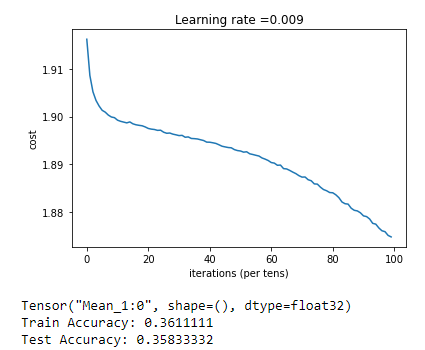 Learning rate =0.009
1.91
1.90
1.89
1.88
cost
0 20 40 60 80 100
iterations (per tens)
Tensor("Mean_1:0", shape=(), dtype=float32)
Train Accuracy: 0.3611111
Test Accuracy: 0.35833332